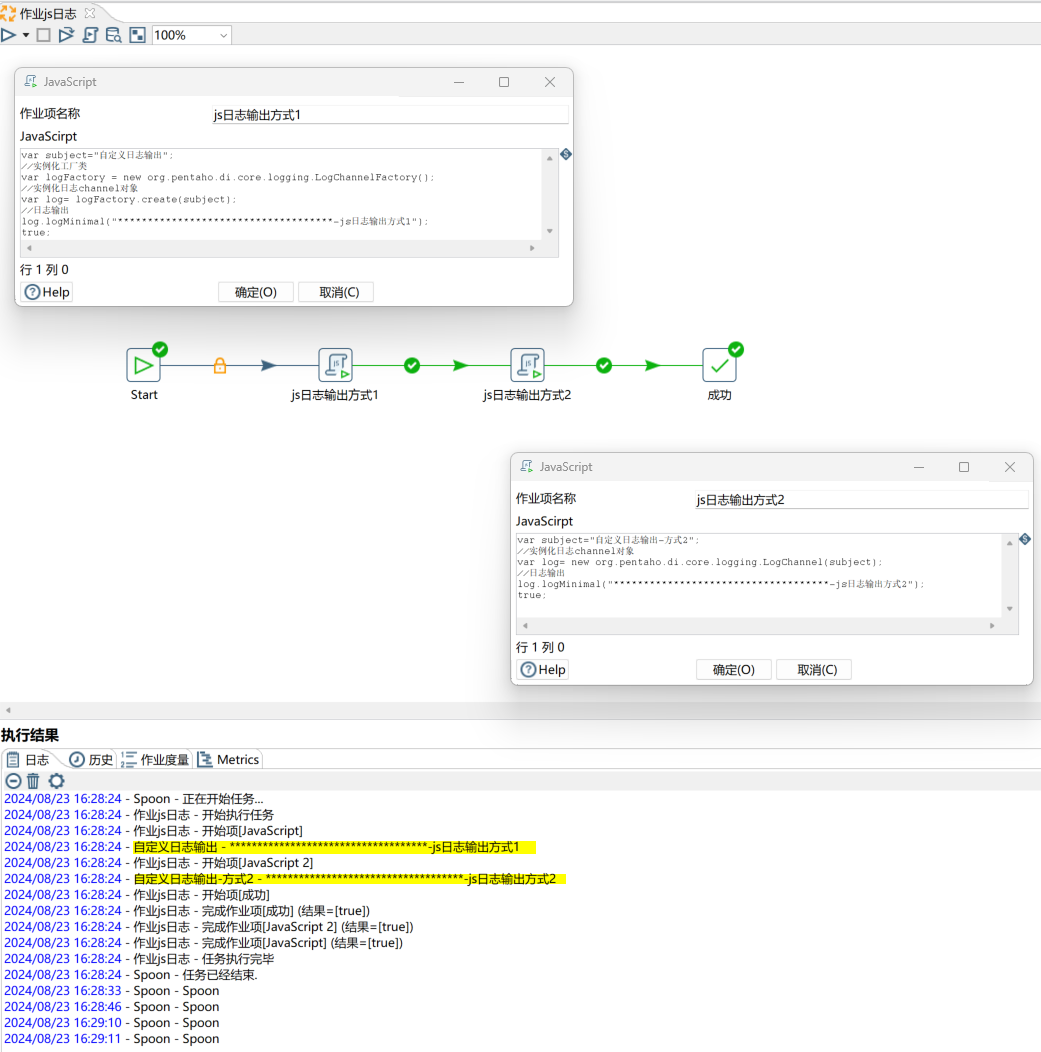 作业js日志
100%
JavaScript
作业项名称
js日志输出方式1
JavaScirpt
var subject="自定义日志输出";
//实例化工厂类
var logFactory = new org.pentaho.di.core.logging.LogChannelFactory();
//实例化日志channel对象
var log= logFactory.create(subject);
//日志输出
log.logMinimal("************************************-js日志输出方式1");
true;
行 1 列 0
Help
确定(O)
取消(C)
Start
js日志输出方式1
js日志输出方式2
成功
JavaScript
作业项名称
js日志输出方式2
JavaScirpt
var subject="自定义日志输出-方式2";
//实例化日志channel对象
var log= new org.pentaho.di.core.logging.LogChannel(subject);
//日志输出
log.logMinimal("************************************-js日志输出方式2");
true;
行 1 列 0
Help
确定(O)
取消(C)
执行结果
日志
历史
作业度量
Metrics
2024/08/23 16:28:24 - Spoon - 正在开始任务...
2024/08/23 16:28:24 - 作业js日志 - 开始执行任务
2024/08/23 16:28:24 - 作业js日志 - 开始项[JavaScript]
2024/08/23 16:28:24 - 自定义日志输出 - ************************************-js日志输出方式1
2024/08/23 16:28:24 - 作业js日志 - 开始项[JavaScript 2]
2024/08/23 16:28:24 - 自定义日志输出-方式2 - ************************************-js日志输出方式2
2024/08/23 16:28:24 - 作业js日志 - 开始项[成功]
2024/08/23 16:28:24 - 作业js日志 - 完成作业项[成功] (结果=[true])
2024/08/23 16:28:24 - 作业js日志 - 完成作业项[JavaScript 2] (结果=[true])
2024/08/23 16:28:24 - 作业js日志 - 完成作业项[JavaScript] (结果=[true])
2024/08/23 16:28:24 - 作业js日志 - 任务执行完毕
2024/08/23 16:28:24 - Spoon - 任务已经结束.
2024/08/23 16:28:33 - Spoon - Spoon
2024/08/23 16:28:46 - Spoon - Spoon
2024/08/23 16:29:10 - Spoon - Spoon
2024/08/23 16:29:11 - Spoon - Spoon